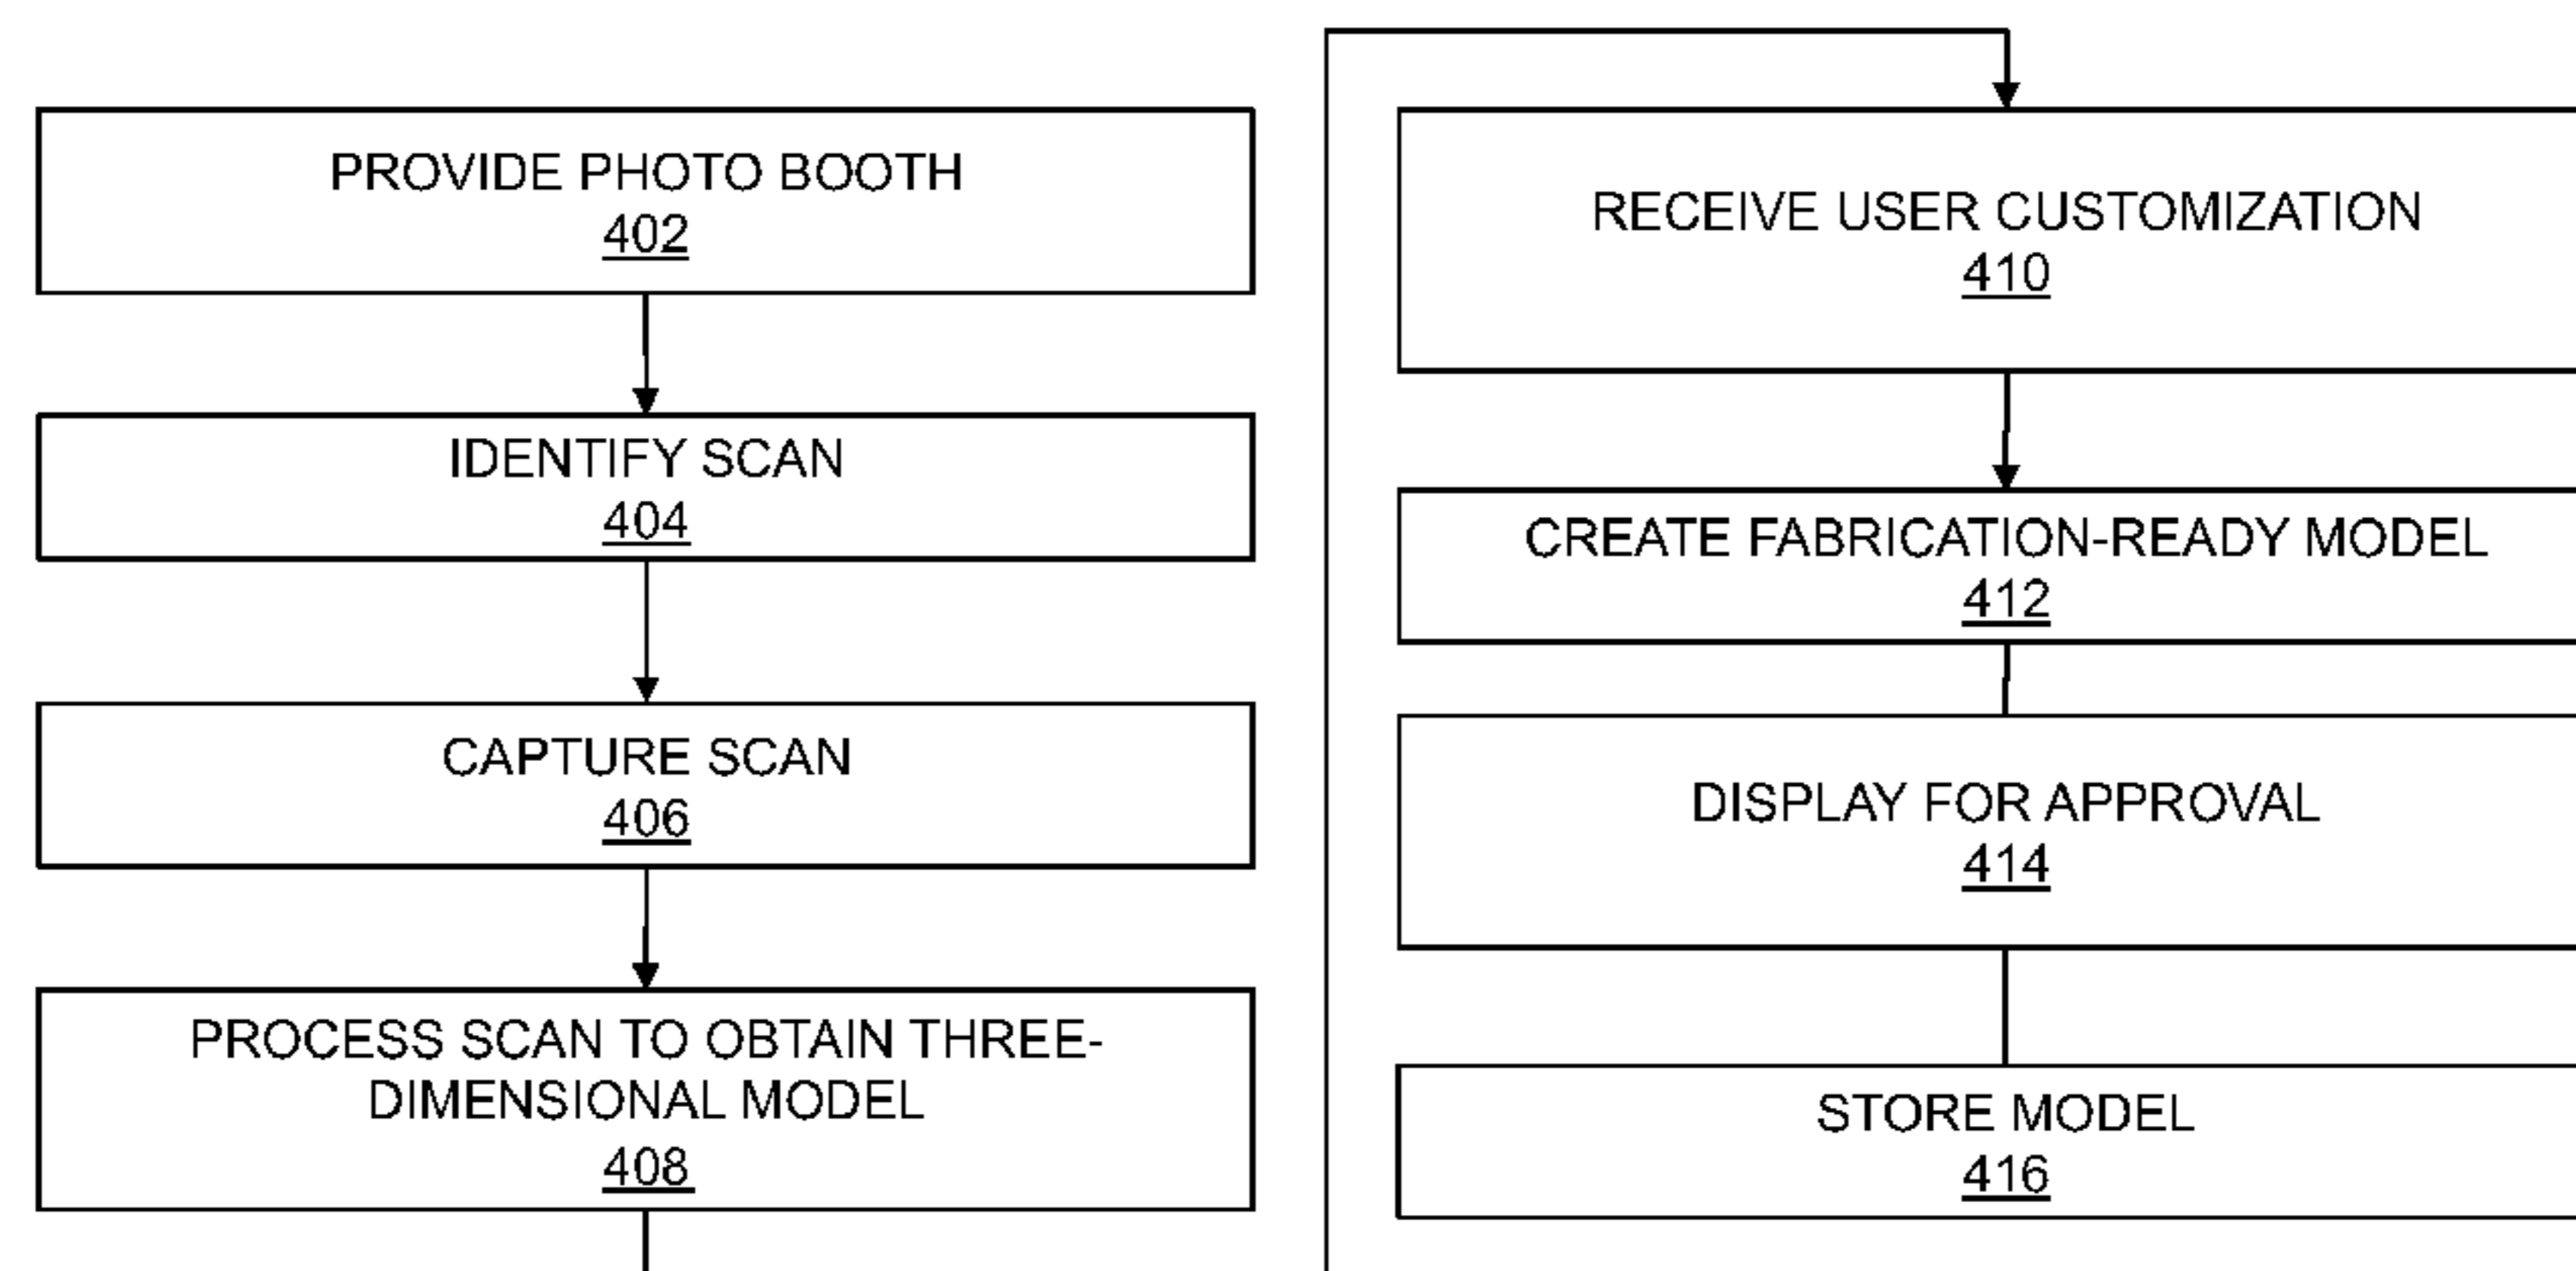 PROVIDE PHOTO BOOTH
402
IDENTIFY SCAN
404
CAPTURE SCAN
406
PROCESS SCAN TO OBTAIN THREE-
DIMENSIONAL MODEL
408
RECEIVE USER CUSTOMIZATION
410
CREATE FABRICATION-READY MODEL
412
DISPLAY FOR APPROVAL
414
STORE MODEL
416